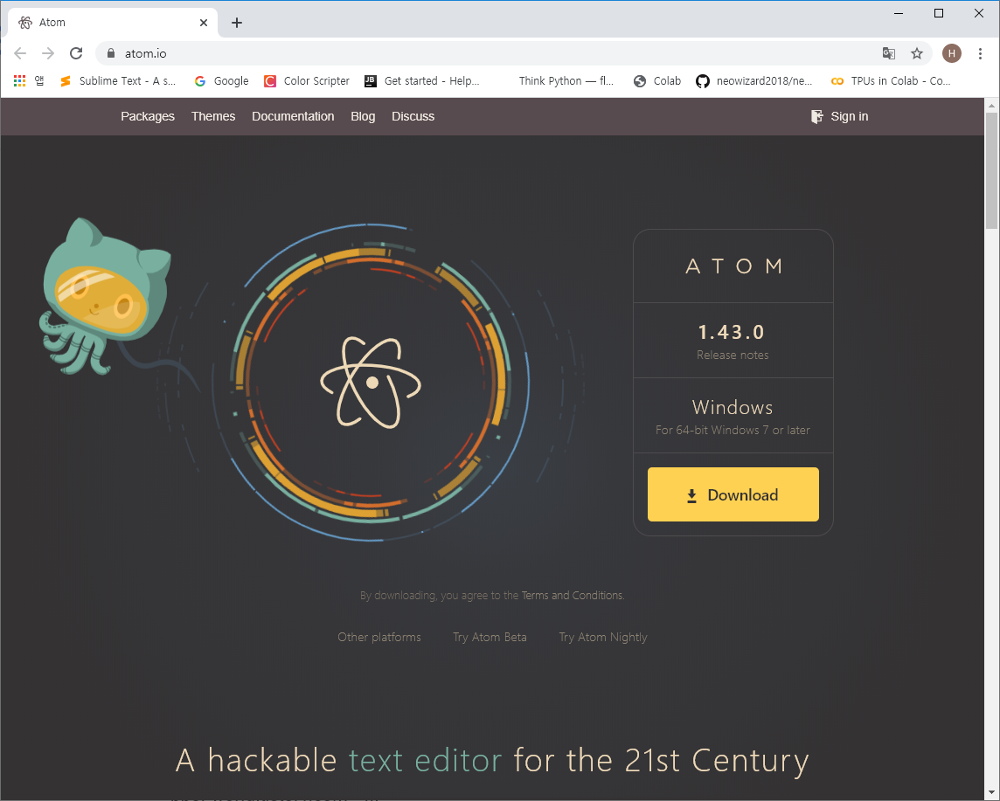 Atom
atom.io
H
앱 Sublime Text - A s... Google Color Scripter Get started - Help... Think Python — fl... Colab neowizard2018/ne... TPUs in Colab - Co...
Packages Themes Documentation Blog Discuss Sign in
ATOM
1.43.0
Release notes
Windows
For 64-bit Windows 7 or later
Download
By downloading, you agree to the Terms and Conditions.
Other platforms Try Atom Beta Try Atom Nightly
A hackable text editor for the 21st Century